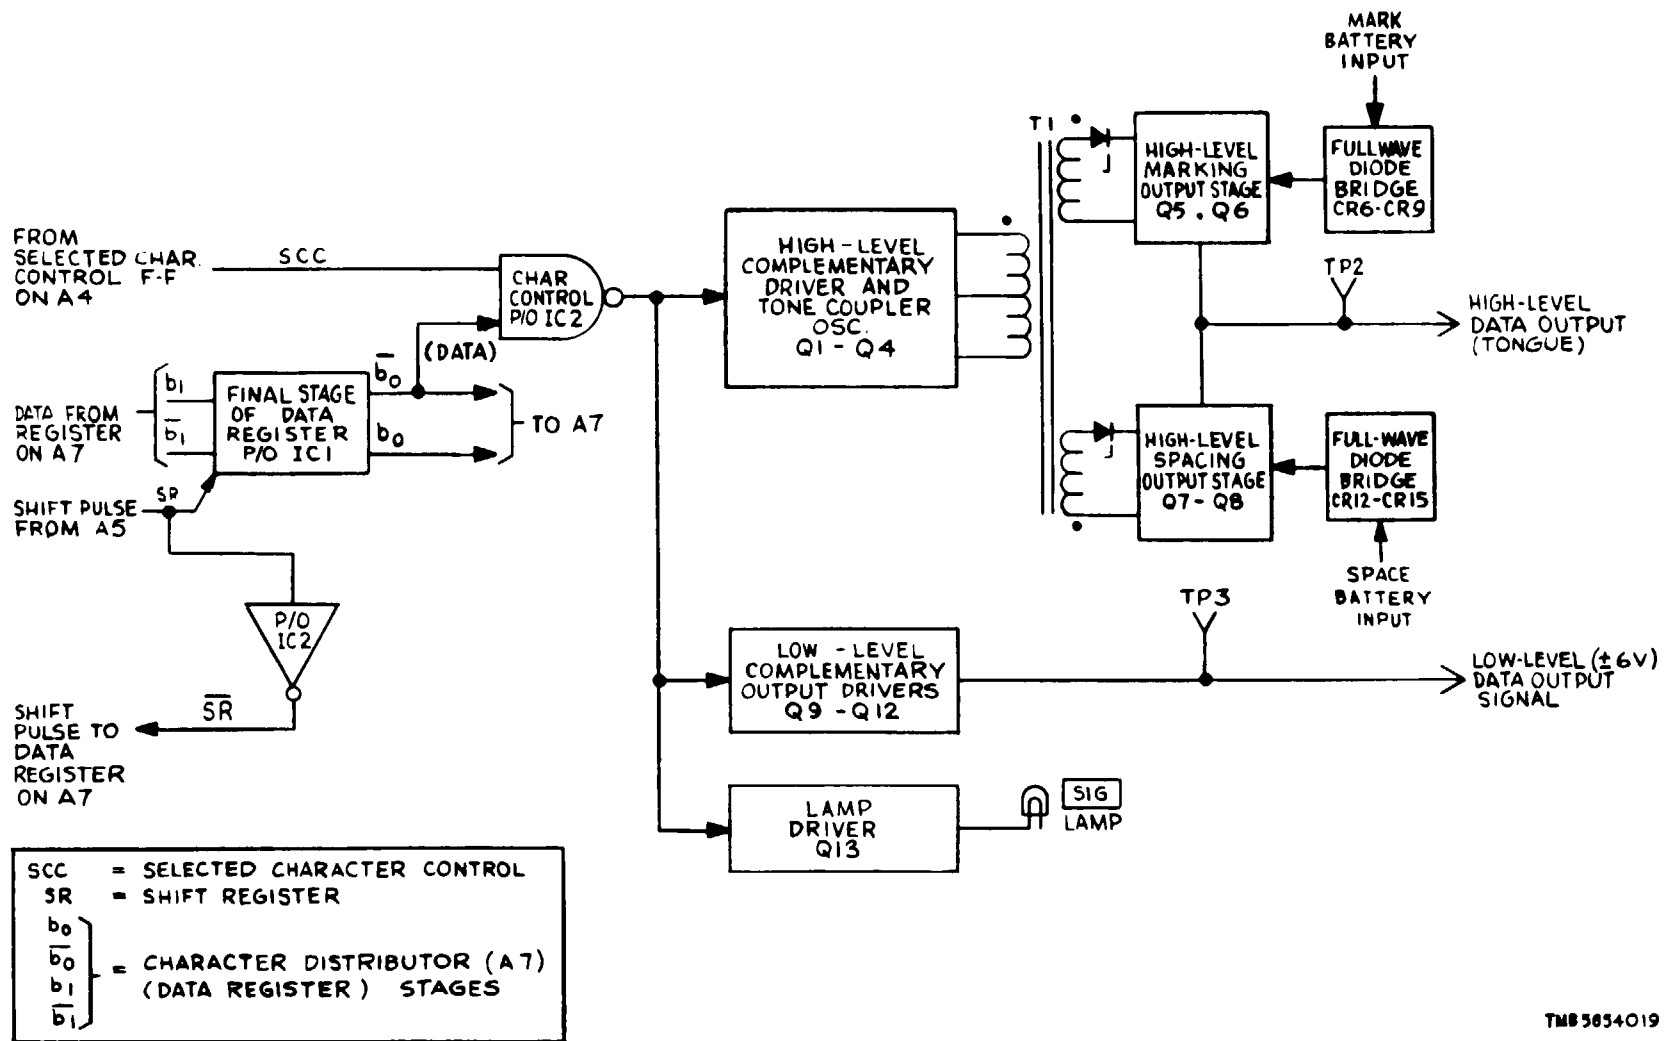 MARK
BATTERY
INPUT
T1
HIGH-LEVEL
MARKING
OUTPUT STAGE
Q5, Q6
FULLWAVE
DIODE
BRIDGE
CR6-CR9
FROM
SELECTED CHAR.
CONTROL F-F
ON A4
SCC
CHAR
CONTROL
P/O IC2
HIGH-LEVEL
COMPLEMENTARY
DRIVER AND
TONE COUPLER
OSC.
Q1 - Q4
TP2
HIGH-LEVEL
DATA OUTPUT
(TONGUE)
(DATA)
DATA FROM
REGISTER
ON A7
b1
b̅1
FINAL STAGE
OF DATA
REGISTER
P/O IC1
b̅0
b0
TO A7
HIGH-LEVEL
SPACING
OUTPUT STAGE
Q7-Q8
FULL-WAVE
DIODE
BRIDGE
CR12-CR15
SHIFT PULSE
FROM A5
SR
SPACE
BATTERY
INPUT
P/O
IC2
TP3
LOW-LEVEL
COMPLEMENTARY
OUTPUT DRIVERS
Q9 - Q12
LOW-LEVEL (±6V)
DATA OUTPUT
SIGNAL
S̅R̅
SHIFT
PULSE TO
DATA
REGISTER
ON A7
LAMP
DRIVER
Q13
SIG
LAMP
SCC = SELECTED CHARACTER CONTROL
SR = SHIFT REGISTER
b0
b̅0
b1
b̅1
= CHARACTER DISTRIBUTOR (A7)
(DATA REGISTER) STAGES
TM85654019